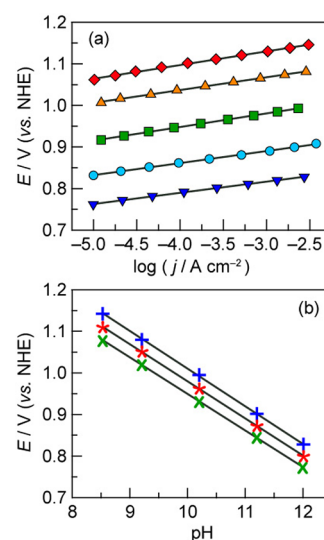 (a)
1.2
1.1
1.0
0.9
0.8
0.7
E / V (vs. NHE)
−5.0 −4.5 −4.0 −3.5 −3.0 −2.5
log ( j / A cm⁻²)
(b)
1.2
1.1
1.0
0.9
0.8
0.7
E / V (vs. NHE)
8 9 10 11 12
pH